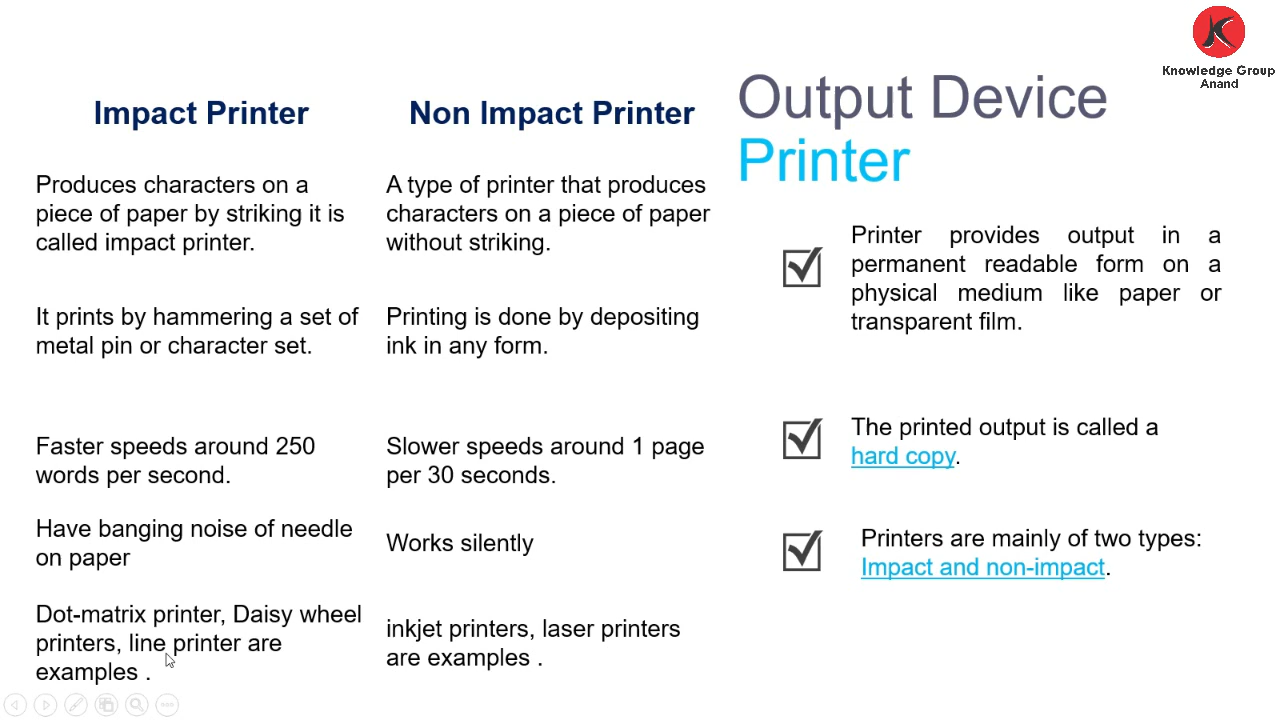 Knowledge Group
Anand
Output Device
Printer
Impact Printer
Non Impact Printer
Produces characters on a
piece of paper by striking it is
called impact printer.
A type of printer that produces
characters on a piece of paper
without striking.
It prints by hammering a set of
metal pin or character set.
Printing is done by depositing
ink in any form.
Faster speeds around 250
words per second.
Slower speeds around 1 page
per 30 seconds.
Have banging noise of needle
on paper
Works silently
Dot-matrix printer, Daisy wheel
printers, line printer are
examples .
inkjet printers, laser printers
are examples .
Printer provides output in a
permanent readable form on a
physical medium like paper or
transparent film.
The printed output is called a
hard copy.
Printers are mainly of two types:
Impact and non-impact.